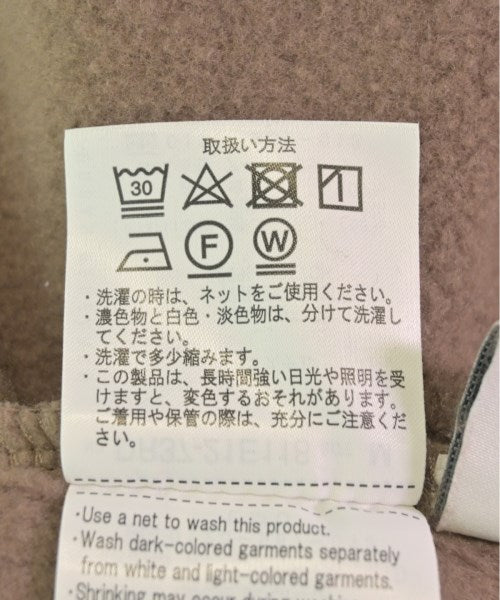 取扱い方法
30
F
W
・洗濯の時は、ネットをご使用ください。
・濃色物と白色・淡色物は、分けて洗濯し
てください。
・洗濯で多少縮みます。
・この製品は、長時間強い日光や照明を受
けますと、変色するおそれがあります。
ご着用や保管の際は、充分にご注意くだ
さい。
・Use a net to wash this product.
・Wash dark-colored garments separately
from white and light-colored garments.
・Shrinking may occur during washing